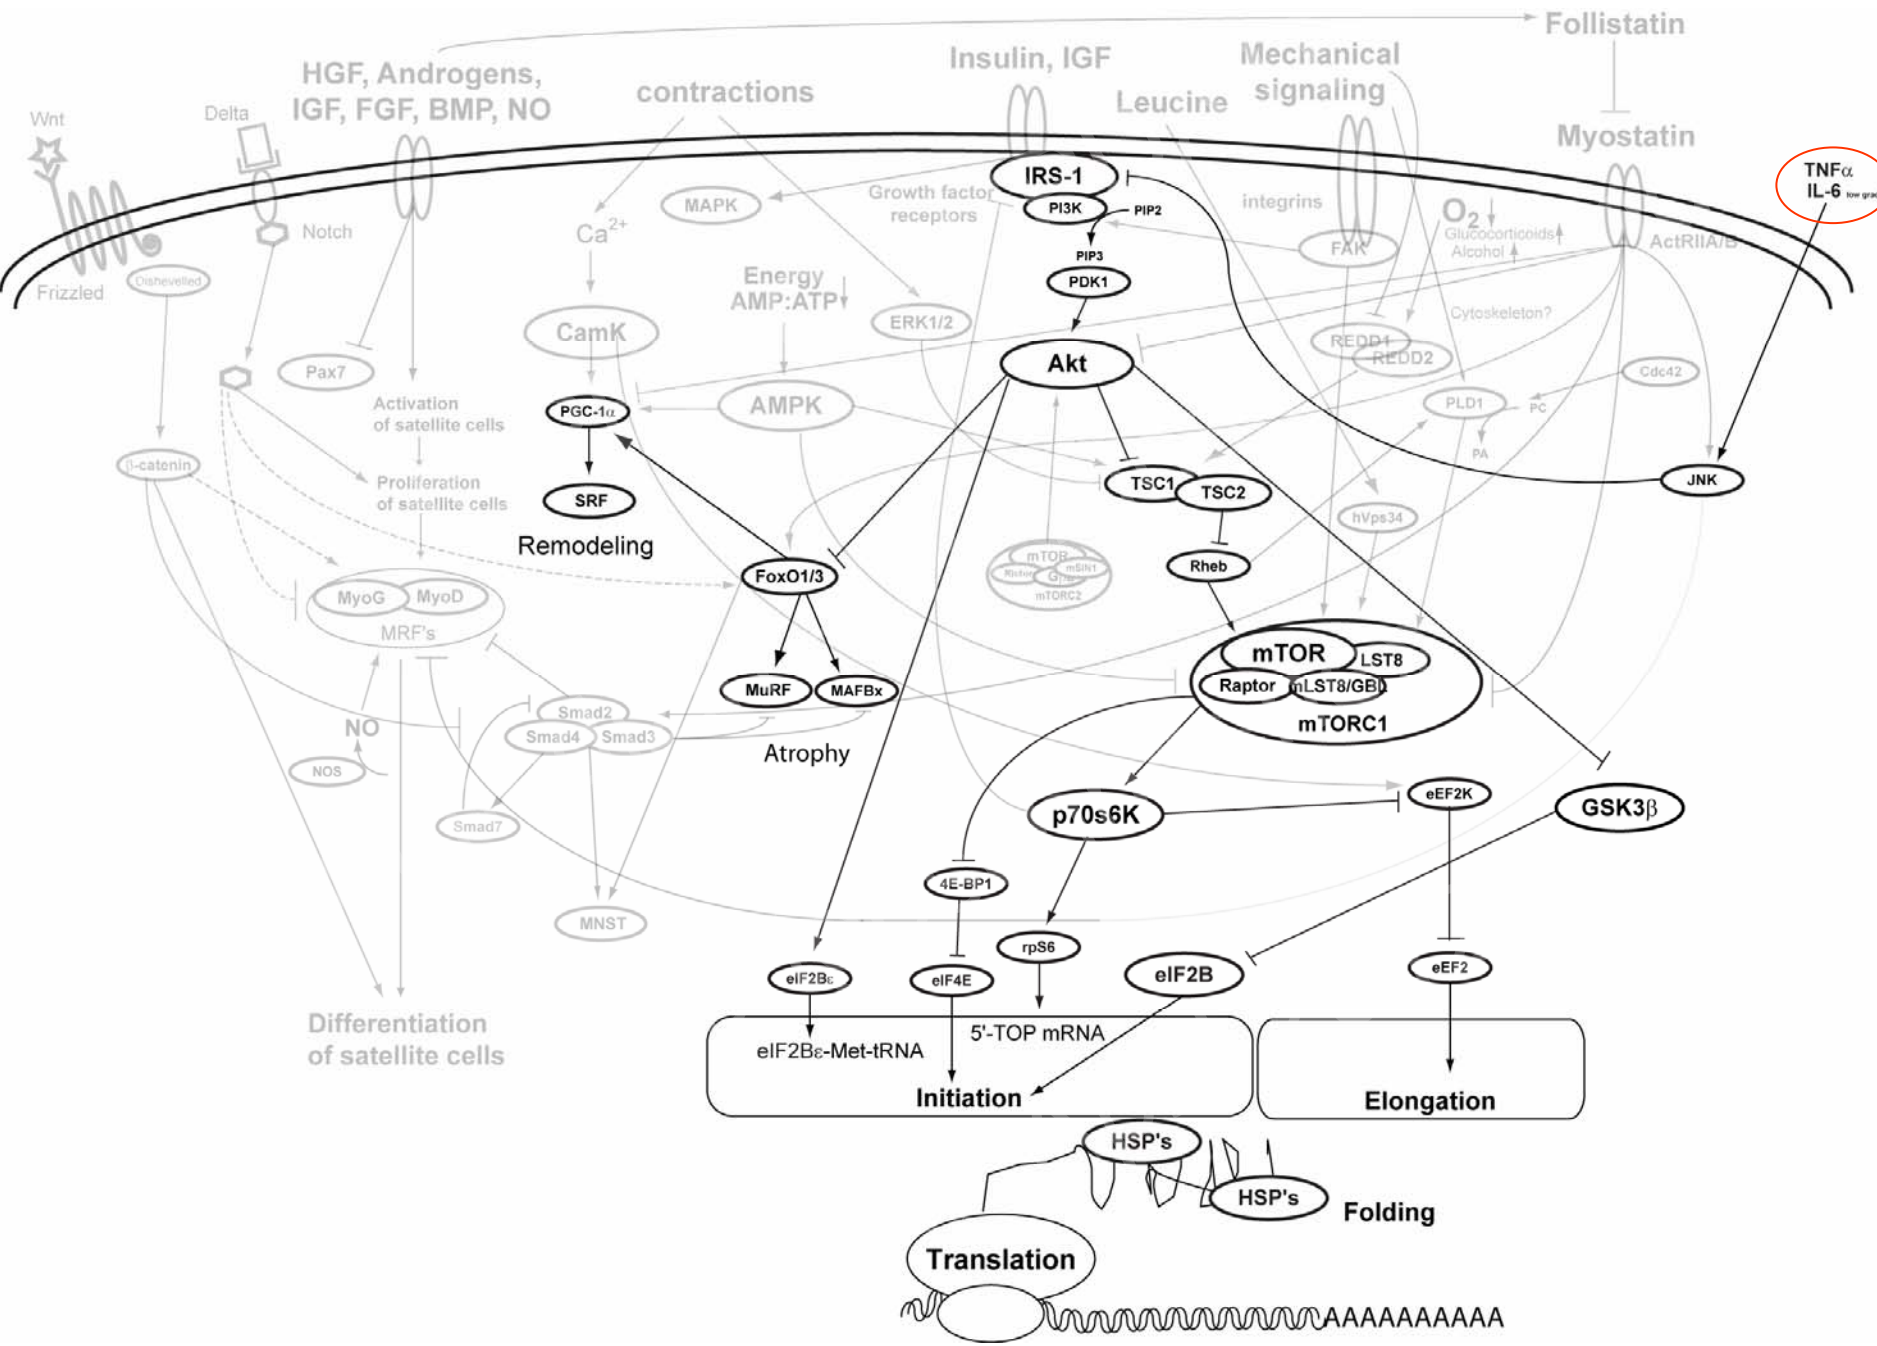 Follistatin
HGF, Androgens,
IGF, FGF, BMP, NO
Insulin, IGF
Mechanical
signaling
contractions
Leucine
Wnt
Delta
Myostatin
TNFα
IL-6
IRS-1
PI3K
PIP2
PIP3
PDK1
Growth factor
receptors
MAPK
integrins
O2
Glucocorticoids
Alcohol
ActRIIA/B
FAK
Notch
Ca2+
Dishevelled
Frizzled
Energy
AMP:ATP
CamK
ERK1/2
Cytoskeleton?
REDD1
REDD2
Akt
Pax7
Cdc42
PGC-1α
AMPK
PLD1
PC
PA
Activation
of satellite cells
β-catenin
Proliferation
of satellite cells
SRF
TSC1
TSC2
JNK
hVps34
Remodeling
mTOR
Rictor
mSIN1
mTORC2
Rheb
FoxO1/3
MyoG
MyoD
MRF's
mTOR
LST8
Raptor
mLST8/GBL
mTORC1
MuRF
MAFBx
Smad2
Smad4
Smad3
NO
NOS
Atrophy
Smad7
p70s6K
eEF2K
GSK3β
4E-BP1
MNST
rpS6
eIF2Bε
eIF4E
eIF2B
eEF2
Differentiation
of satellite cells
5'-TOP mRNA
eIF2Bε-Met-tRNA
Initiation
Elongation
HSP's
HSP's
Folding
Translation
AAAAAAAAAA